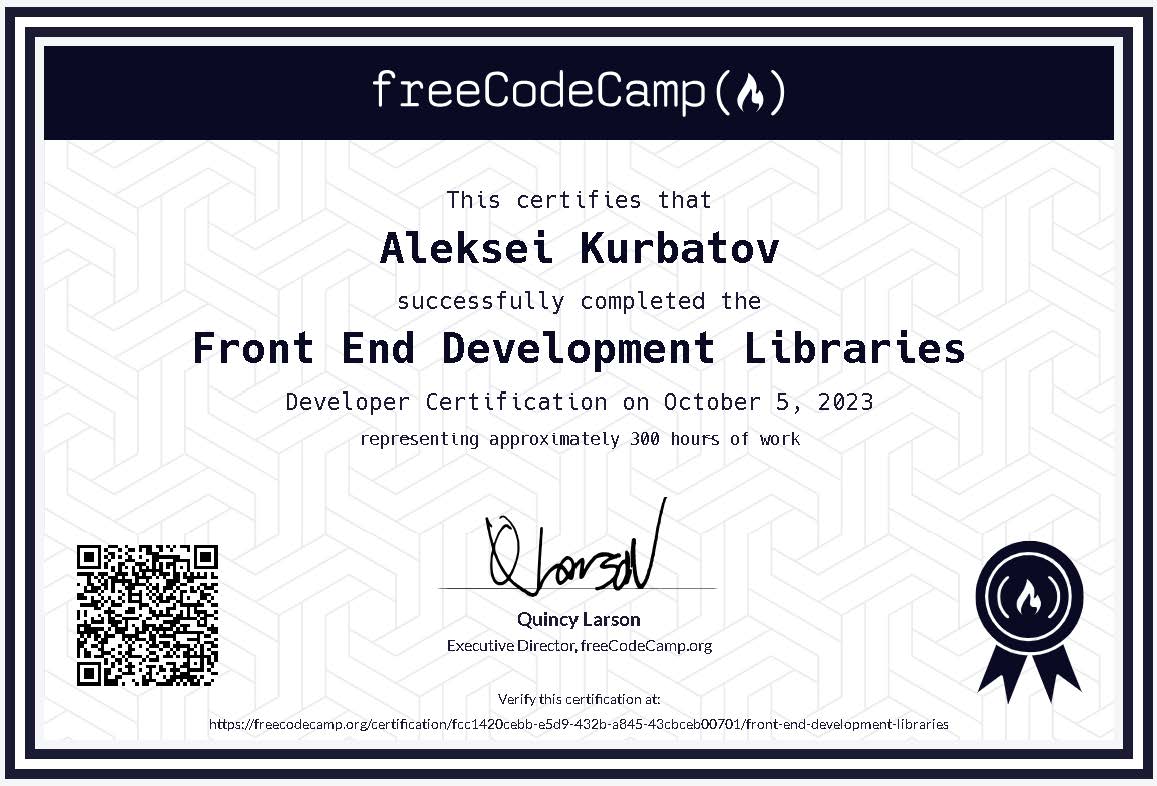 freeCodeCamp
This certifies that
Aleksei Kurbatov
successfully completed the
Front End Development Libraries
Developer Certification on October 5, 2023
representing approximately 300 hours of work
Q Larson
Quincy Larson
Executive Director, freeCodeCamp.org
Verify this certification at:
https://freecodecamp.org/certification/fcc1420cebb-e5d9-432b-a845-43cbceb00701/front-end-development-libraries